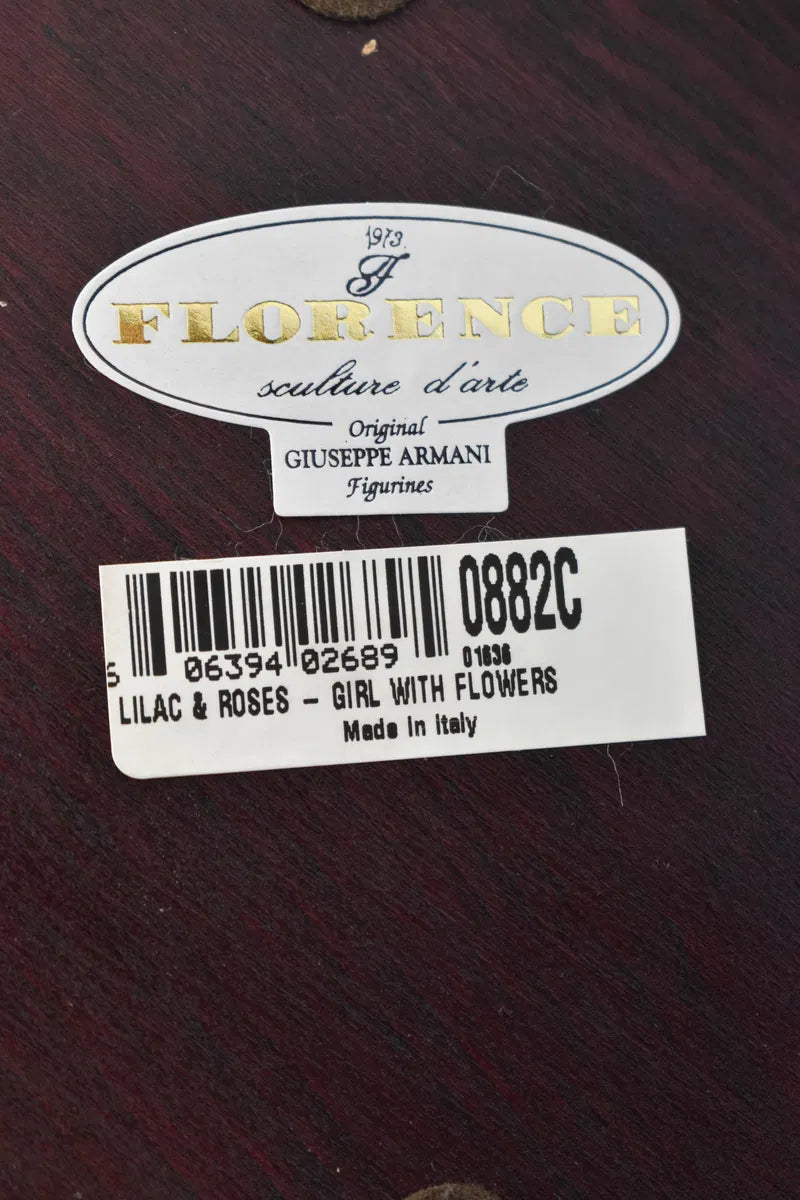 1973
F
FLORENCE
sculture d'arte
Original
GIUSEPPE ARMANI
Figurines
0882C
6 06394 02689
01636
LILAC & ROSES – GIRL WITH FLOWERS
Made in italy